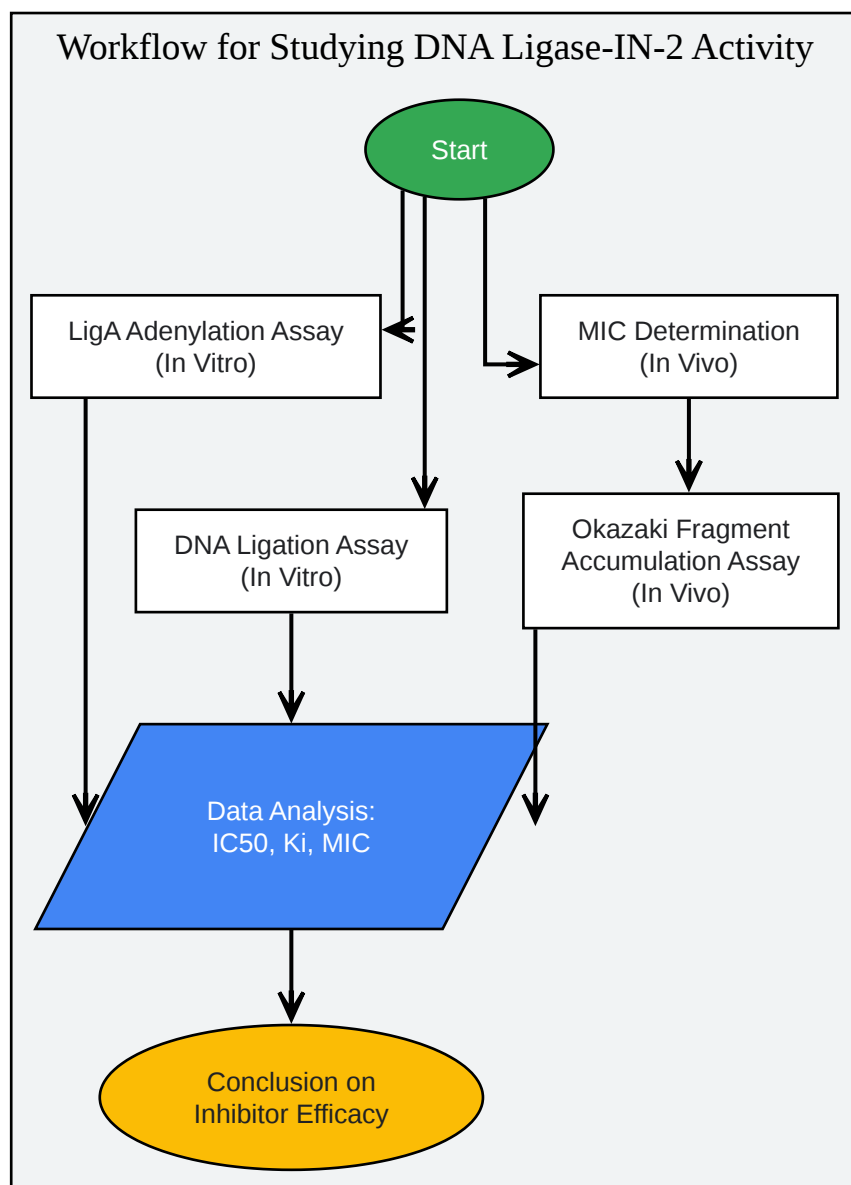 Workflow for Studying DNA Ligase-IN-2 Activity
Start
LigA Adenylation Assay
(In Vitro)
MIC Determination
(In Vivo)
DNA Ligation Assay
(In Vitro)
Okazaki Fragment
Accumulation Assay
(In Vivo)
Data Analysis:
IC50, Ki, MIC
Conclusion on
Inhibitor Efficacy